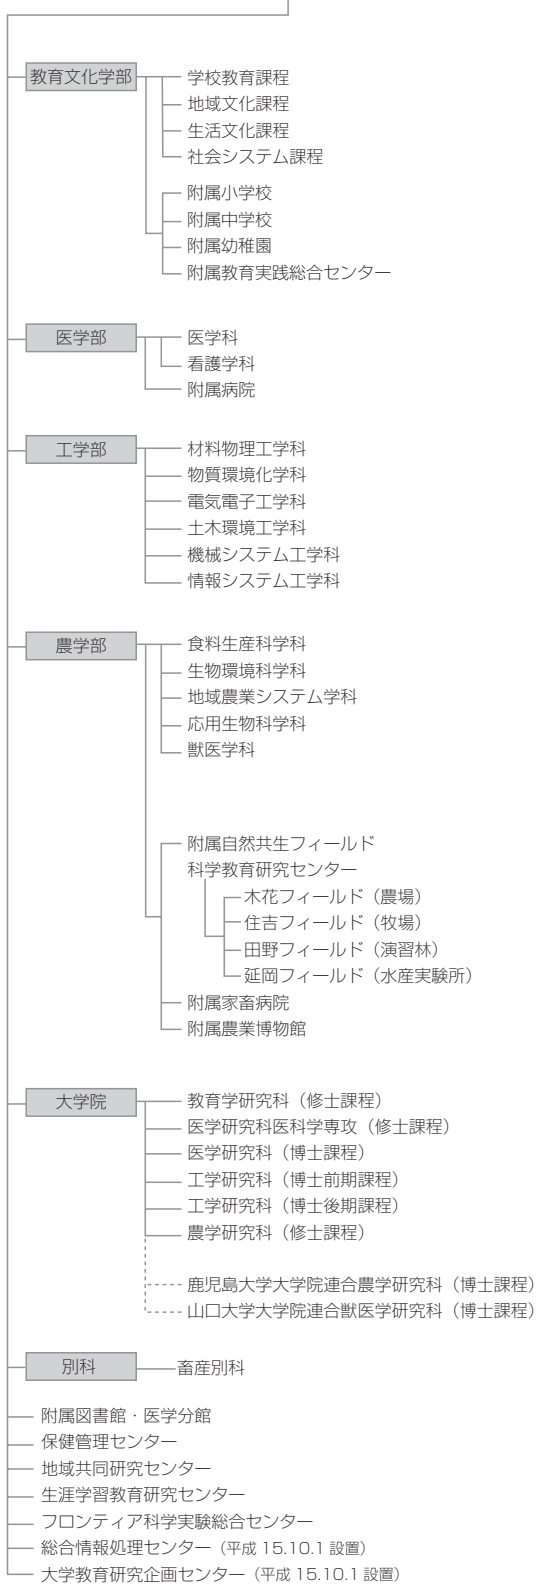 教育文化学部
学校教育課程
地域文化課程
生活文化課程
社会システム課程
附属小学校
附属中学校
附属幼稚園
附属教育実践総合センター
医学部
医学科
看護学科
附属病院
工学部
材料物理工学科
物質環境化学科
電気電子工学科
土木環境工学科
機械システム工学科
情報システム工学科
農学部
食料生産科学科
生物環境科学科
地域農業システム学科
応用生物科学科
獣医学科
附属自然共生フィールド
科学教育研究センター
木花フィールド（農場）
住吉フィールド（牧場）
田野フィールド（演習林）
延岡フィールド（水産実験所）
附属家畜病院
附属農業博物館
大学院
教育学研究科（修士課程）
医学研究科医科学専攻（修士課程）
医学研究科（博士課程）
工学研究科（博士前期課程）
工学研究科（博士後期課程）
農学研究科（修士課程）
鹿児島大学大学院連合農学研究科（博士課程）
山口大学大学院連合獣医学研究科（博士課程）
別科
畜産別科
附属図書館・医学分館
保健管理センター
地域共同研究センター
生涯学習教育研究センター
フロンティア科学実験総合センター
総合情報処理センター（平成 15.10.1 設置）
大学教育研究企画センター（平成 15.10.1 設置）